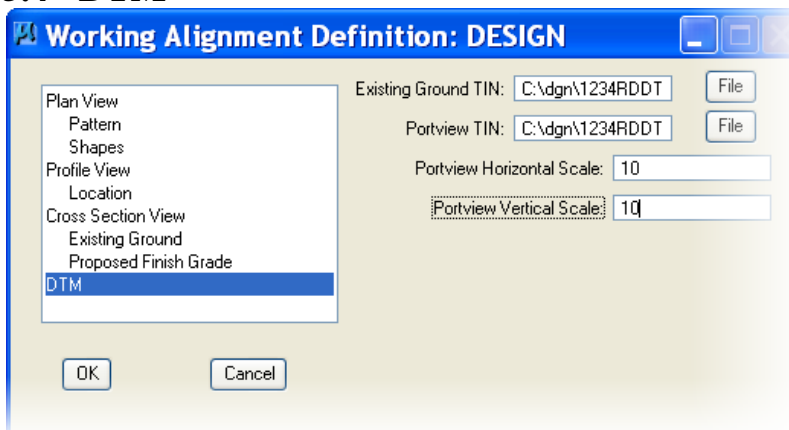 Working Alignment Definition: DESIGN
Plan View
Pattern
Shapes
Profile View
Location
Cross Section View
Existing Ground
Proposed Finish Grade
DTM
Existing Ground TIN: C:\dgn\1234RDDT File
Portview TIN: C:\dgn\1234RDDT File
Portview Horizontal Scale: 10
Portview Vertical Scale: 10
OK Cancel